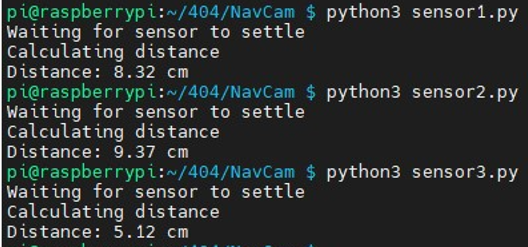 pi@raspberrypi:~/404/NavCam $ python3 sensor1.py
Waiting for sensor to settle
Calculating distance
Distance: 8.32 cm
pi@raspberrypi:~/404/NavCam $ python3 sensor2.py
Waiting for sensor to settle
Calculating distance
Distance: 9.37 cm
pi@raspberrypi:~/404/NavCam $ python3 sensor3.py
Waiting for sensor to settle
Calculating distance
Distance: 5.12 cm